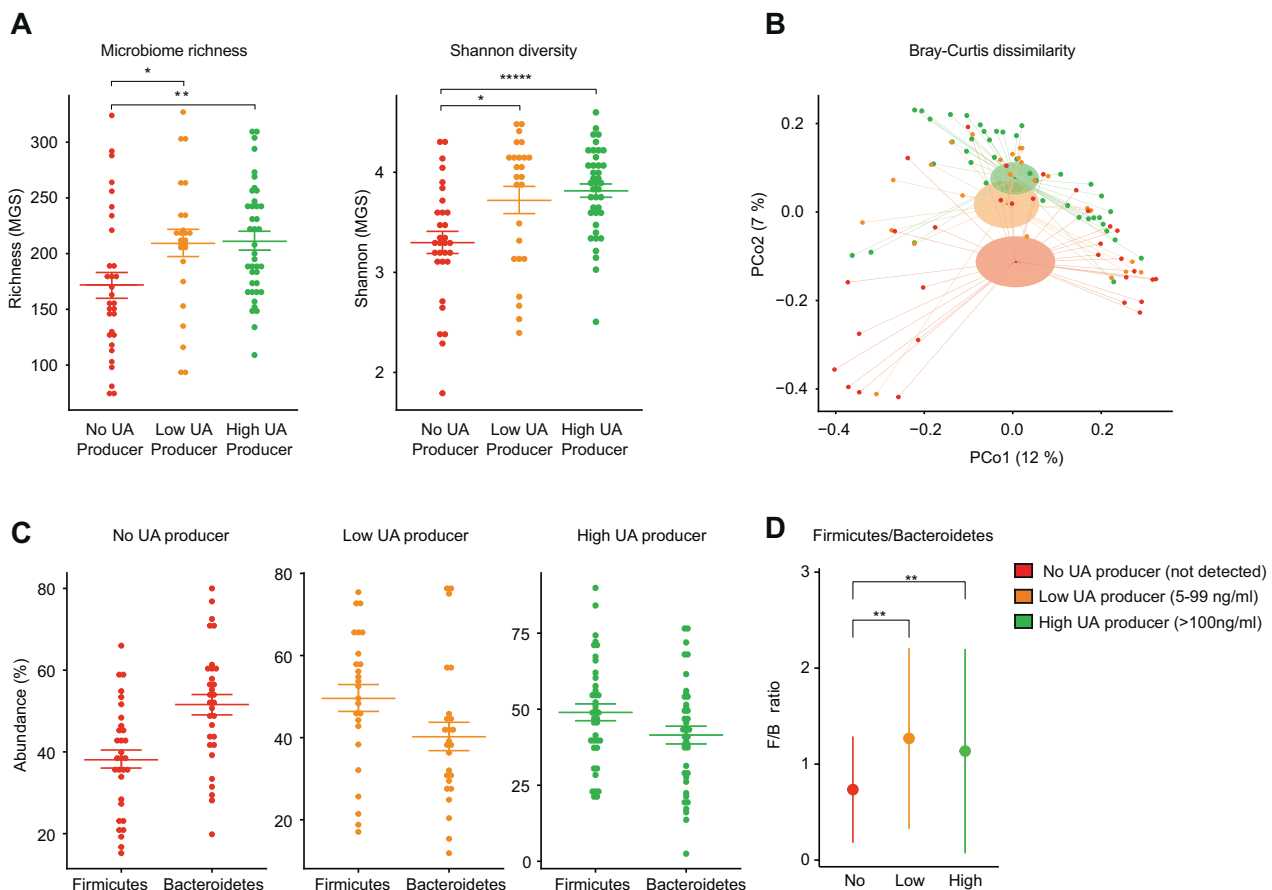 A
Microbiome richness
*
**
Richness (MGS)
300
250
200
150
100
No UA Producer
Low UA Producer
High UA Producer
Shannon diversity
*****
*
Shannon (MGS)
4
3
2
No UA Producer
Low UA Producer
High UA Producer
B
Bray-Curtis dissimilarity
PCo2 (7 %)
0.2
0.0
−0.2
−0.4
−0.4
−0.2
0.0
0.2
PCo1 (12 %)
C
No UA producer
Abundance (%)
80
60
40
20
Firmicutes
Bacteroidetes
Low UA producer
80
60
40
20
Firmicutes
Bacteroidetes
High UA producer
75
50
25
0
Firmicutes
Bacteroidetes
D
Firmicutes/Bacteroidetes
**
**
F/B ratio
3
2
1
0
No
Low
High
No UA producer (not detected)
Low UA producer (5-99 ng/ml)
High UA producer (>100ng/ml)